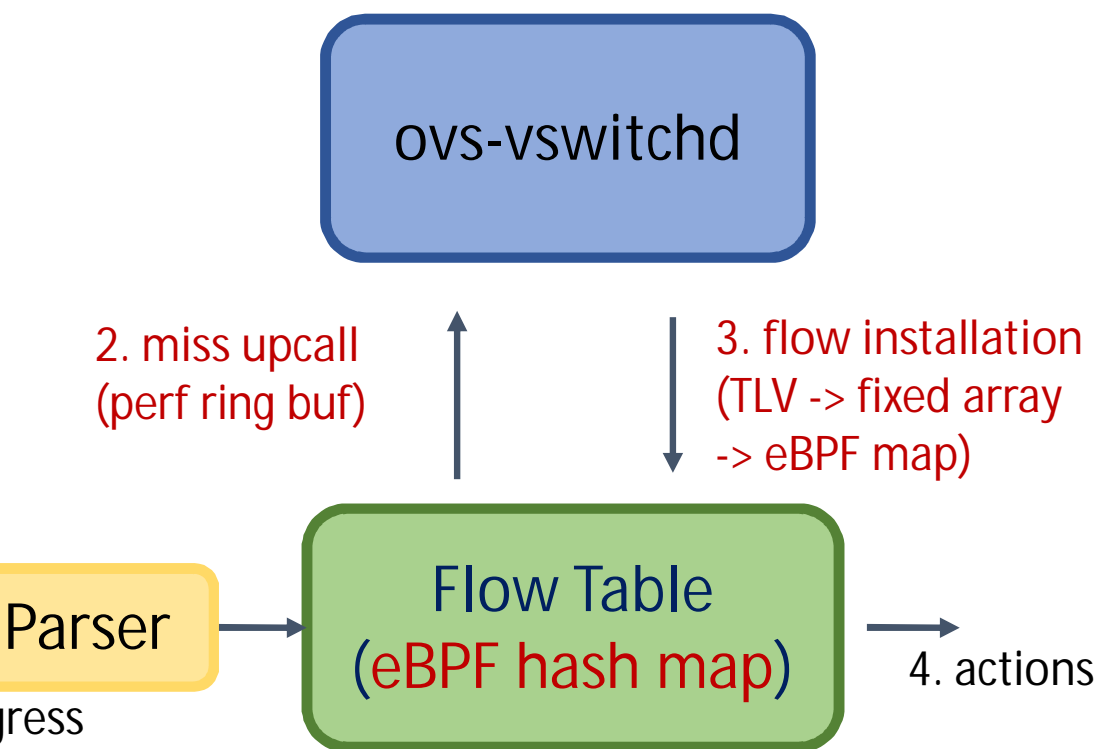 ovs-vswitchd
2. miss upcall
(perf ring buf)
3. flow installation
(TLV -> fixed array
-> eBPF map)
Parser
Flow Table
(eBPF hash map)
4. actions
gress